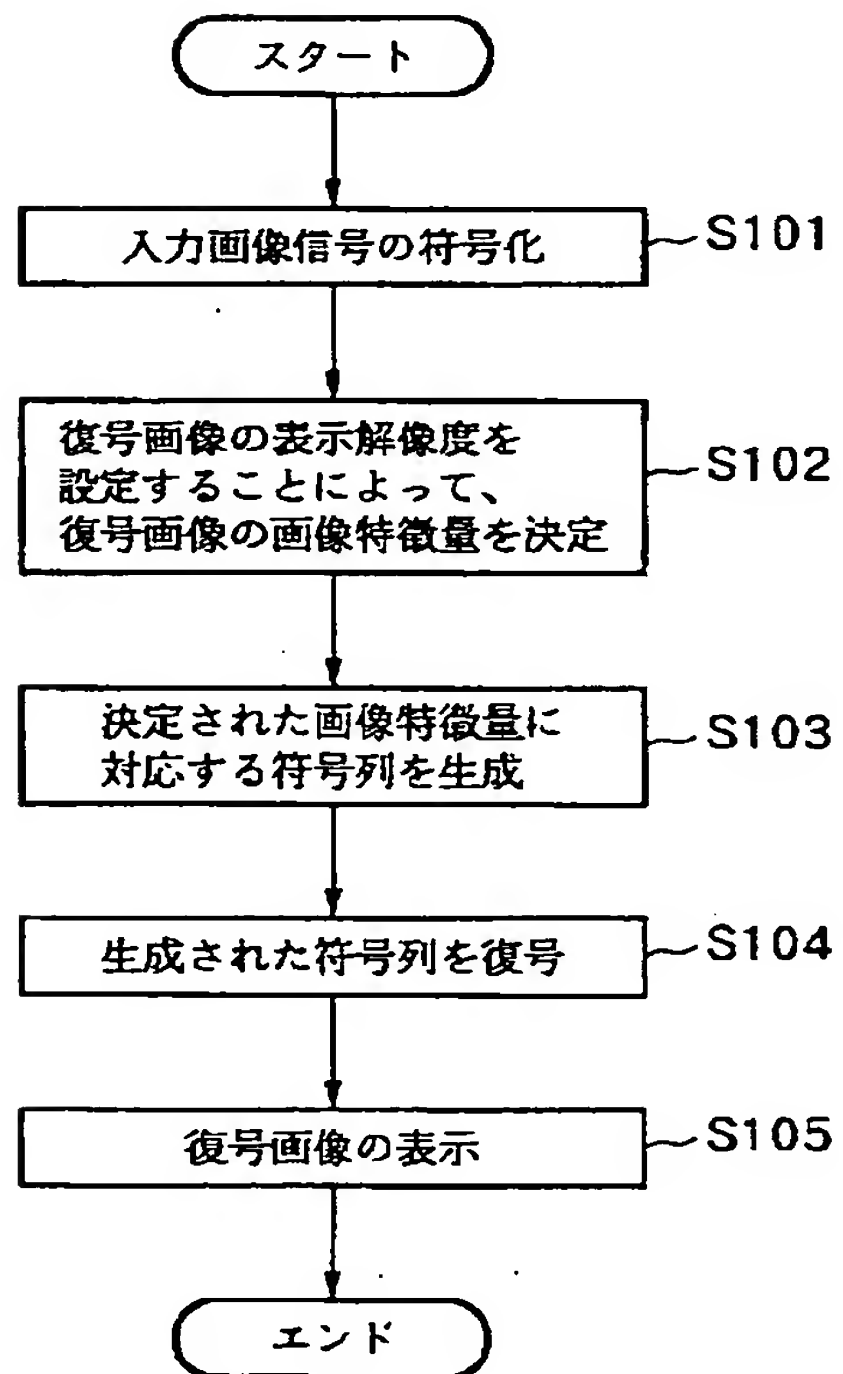 スタート
入力画像信号の符号化
S101
復号画像の表示解像度を
設定することによって、
復号画像の画像特徴量を決定
S102
決定された画像特徴量に
対応する符号列を生成
S103
生成された符号列を復号
S104
復号画像の表示
S105
エンド